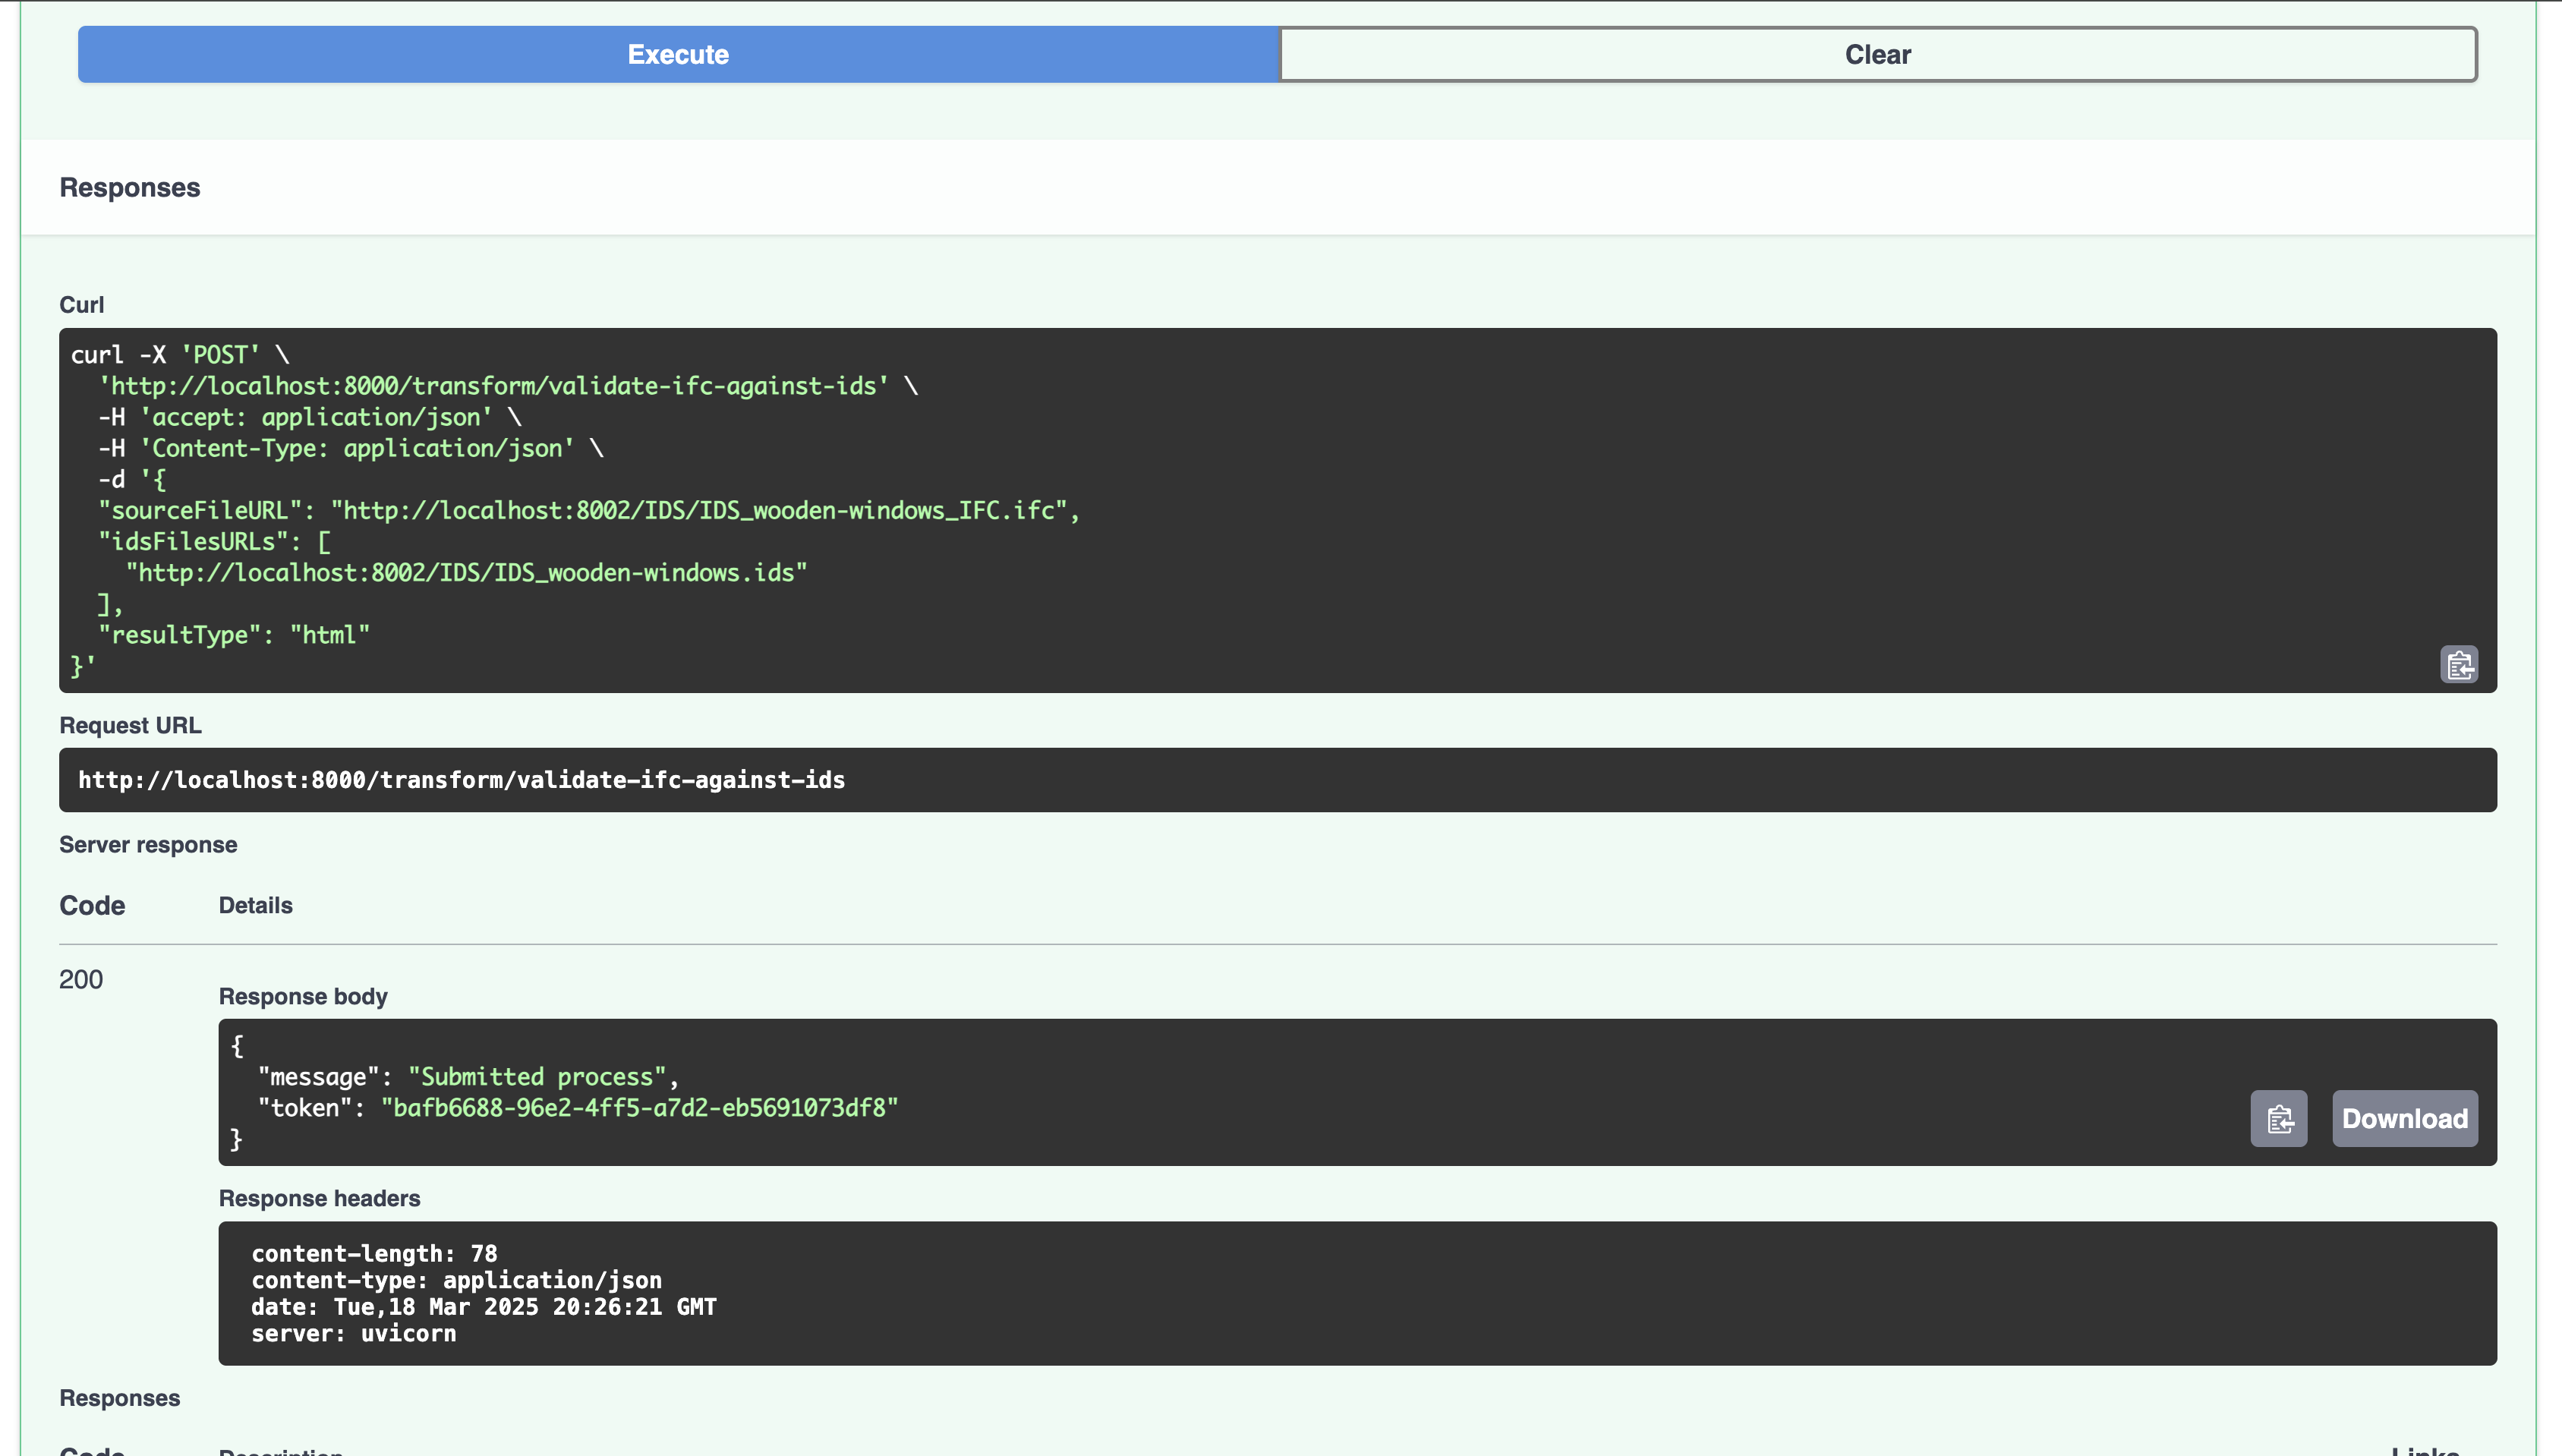 Execute
Clear
Responses
Curl
curl -X 'POST' \
'http://localhost:8000/transform/validate-ifc-against-ids' \
-H 'accept: application/json' \
-H 'Content-Type: application/json' \
-d '{
"sourceFileURL": "http://localhost:8002/IDS/IDS_wooden-windows_IFC.ifc",
"idsFilesURLs": [
"http://localhost:8002/IDS/IDS_wooden-windows.ids"
],
"resultType": "html"
}'
Request URL
http://localhost:8000/transform/validate-ifc-against-ids
Server response
Code Details
200
Response body
{
"message": "Submitted process",
"token": "bafb6688-96e2-4ff5-a7d2-eb5691073df8"
}
Download
Response headers
content-length: 78
content-type: application/json
date: Tue,18 Mar 2025 20:26:21 GMT
server: uvicorn
Responses
Code Description Links